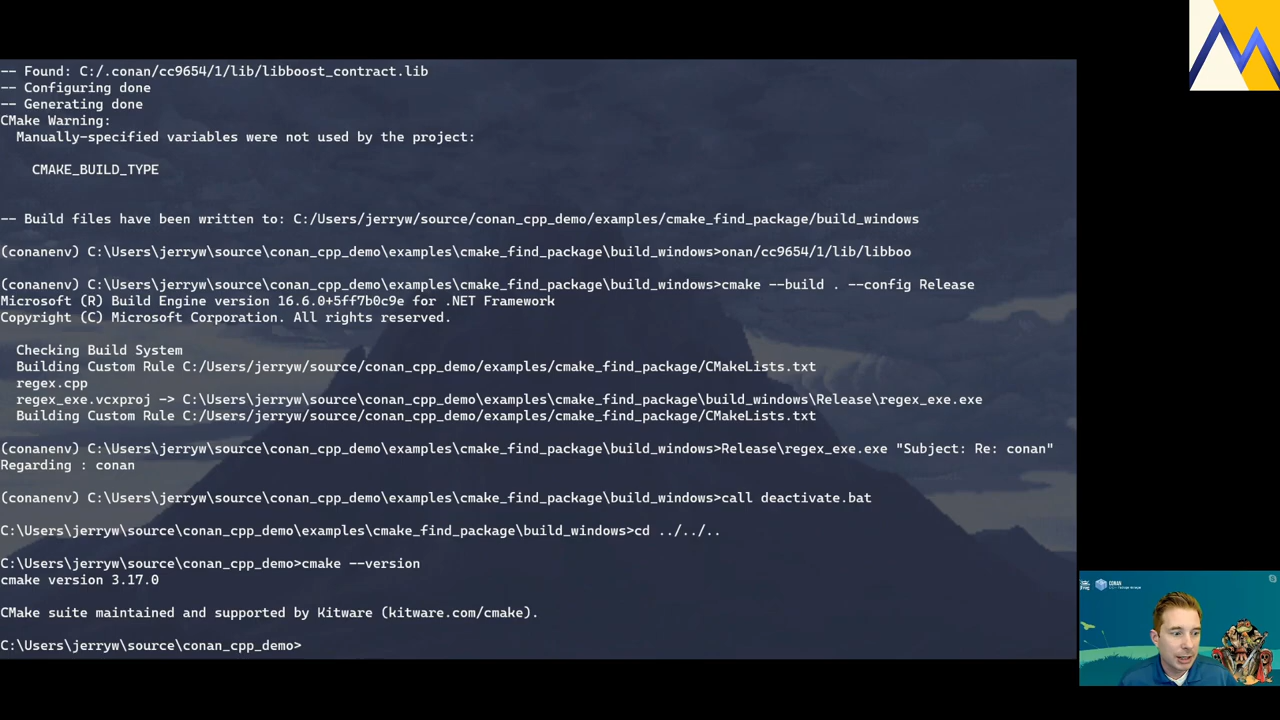 -- Found: C:/.conan/cc9654/1/lib/libboost_contract.lib
-- Configuring done
-- Generating done
CMake Warning:
Manually-specified variables were not used by the project:
CMAKE_BUILD_TYPE
-- Build files have been written to: C:/Users/jerryw/source/conan_cpp_demo/examples/cmake_find_package/build_windows
(conanenv) C:\Users\jerryw\source\conan_cpp_demo\examples\cmake_find_package\build_windows>onan/cc9654/1/lib/libboo
(conanenv) C:\Users\jerryw\source\conan_cpp_demo\examples\cmake_find_package\build_windows>cmake --build . --config Release
Microsoft (R) Build Engine version 16.6.0+5ff7b0c9e for .NET Framework
Copyright (C) Microsoft Corporation. All rights reserved.
Checking Build System
Building Custom Rule C:/Users/jerryw/source/conan_cpp_demo/examples/cmake_find_package/CMakeLists.txt
regex.cpp
regex_exe.vcxproj -> C:\Users\jerryw\source\conan_cpp_demo\examples\cmake_find_package\build_windows\Release\regex_exe.exe
Building Custom Rule C:/Users/jerryw/source/conan_cpp_demo/examples/cmake_find_package/CMakeLists.txt
(conanenv) C:\Users\jerryw\source\conan_cpp_demo\examples\cmake_find_package\build_windows>Release\regex_exe.exe "Subject: Re: conan"
Regarding : conan
(conanenv) C:\Users\jerryw\source\conan_cpp_demo\examples\cmake_find_package\build_windows>call deactivate.bat
C:\Users\jerryw\source\conan_cpp_demo\examples\cmake_find_package\build_windows>cd ../../..
C:\Users\jerryw\source\conan_cpp_demo>cmake --version
cmake version 3.17.0
CMake suite maintained and supported by Kitware (kitware.com/cmake).
C:\Users\jerryw\source\conan_cpp_demo>
CONAN